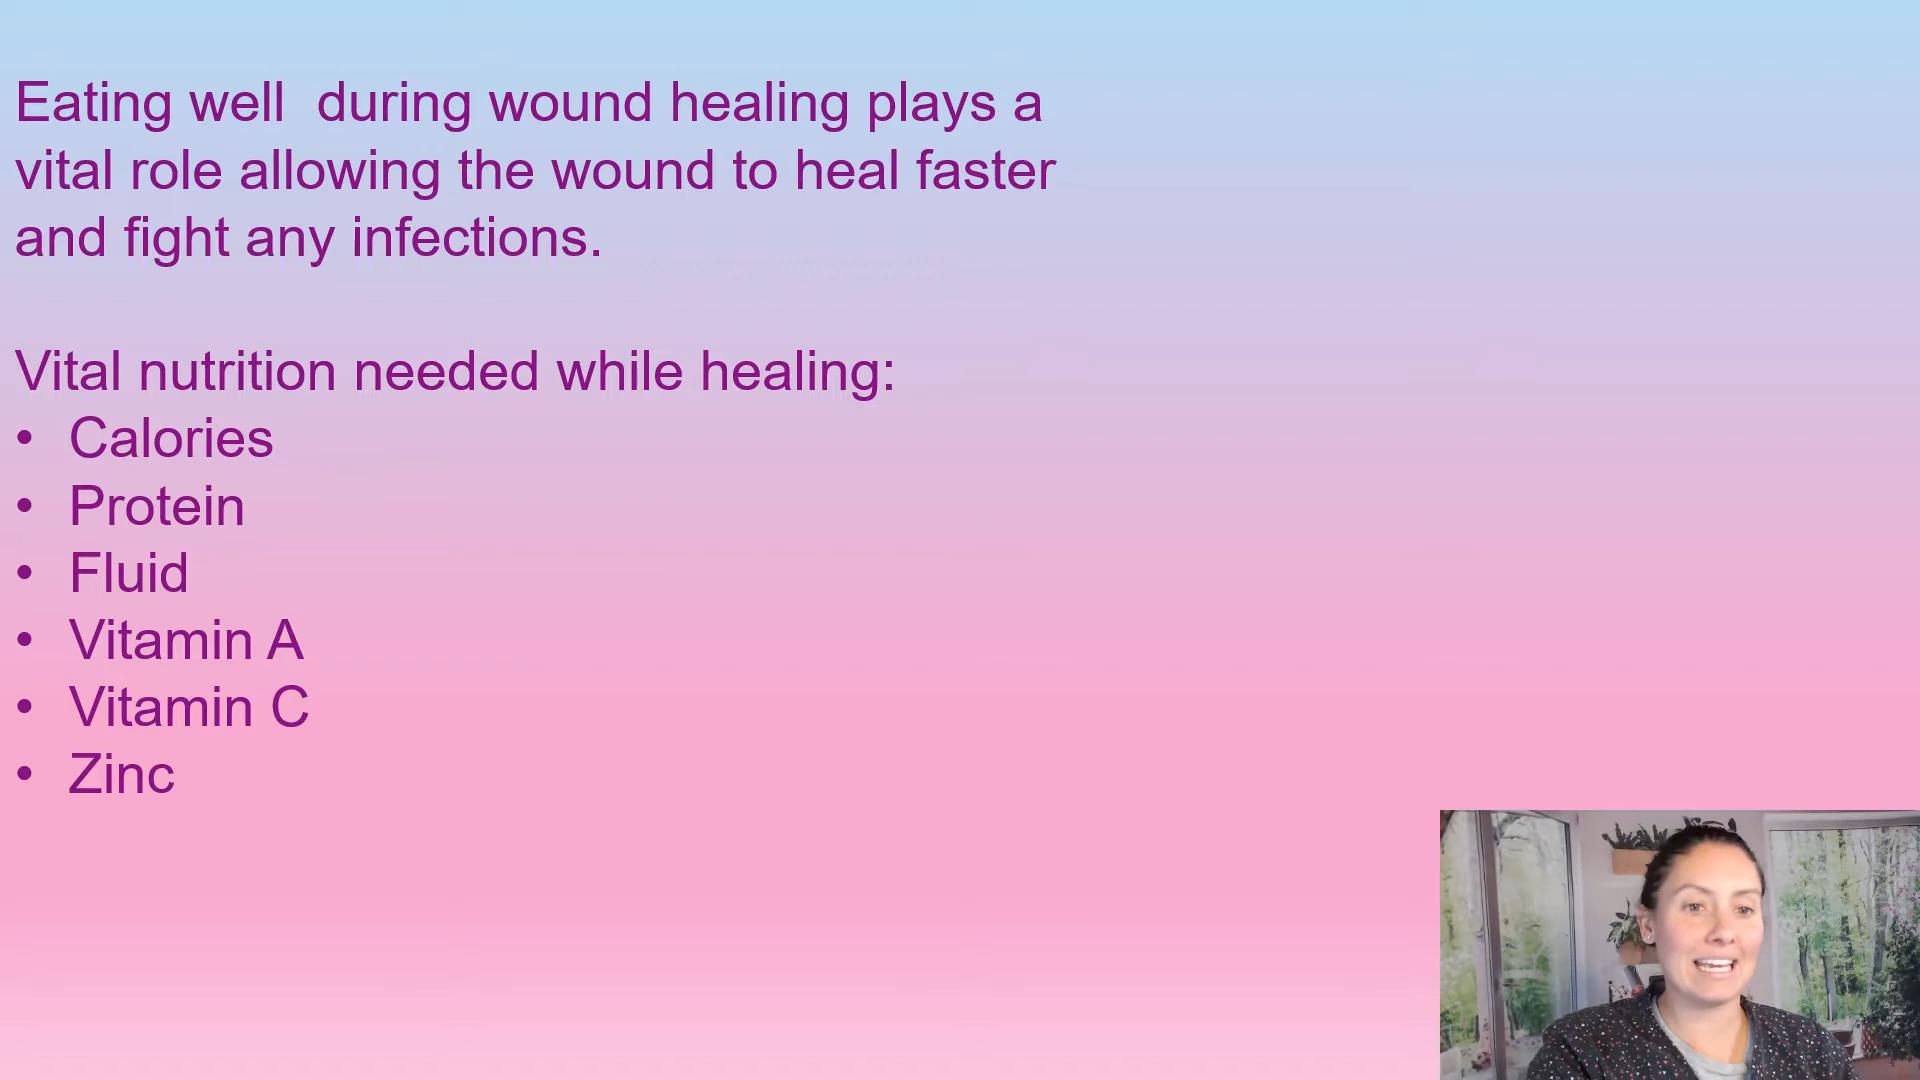 Eating well  during wound healing plays a
vital role allowing the wound to heal faster
and fight any infections.
Vital nutrition needed while healing:
• Calories
• Protein
• Fluid
• Vitamin A
• Vitamin C
• Zinc